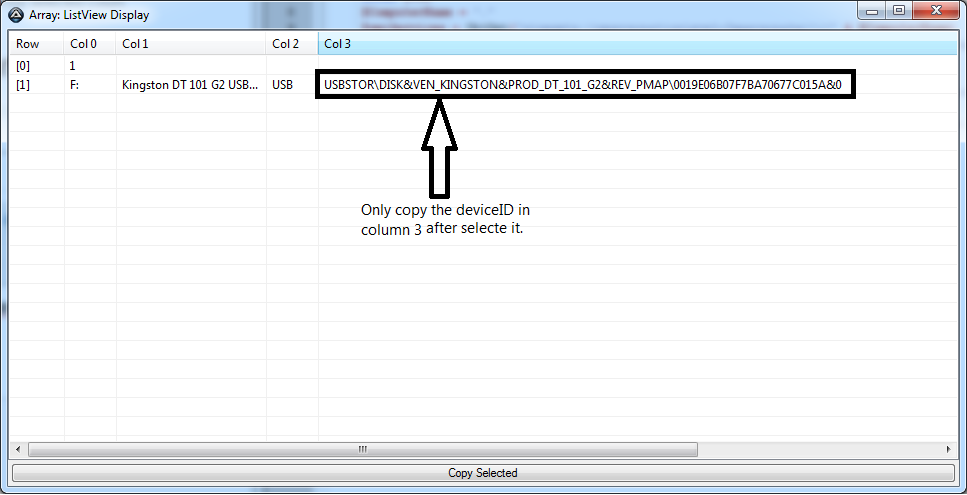 Array: ListView Display
Row Col 0 Col 1 Col 2 Col 3
[0] 1
[1] F: Kingston DT 101 G2 USB... USB USBSTOR\DISK&VEN_KINGSTON&PROD_DT_101_G2&REV_PMAP\0019E06B07F7BA70677C015A&0
Only copy the deviceID in
column 3 after selecte it.
Copy Selected